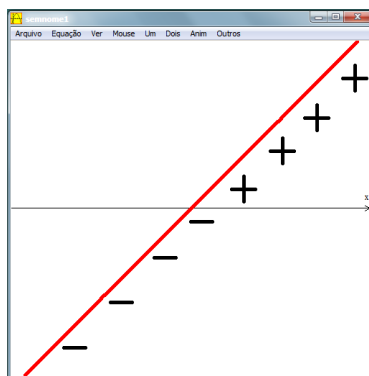 semnome1
Arquivo Equação Ver Mouse Um Dois Anim Outros
+
+
+
+
x
−
−
−
−